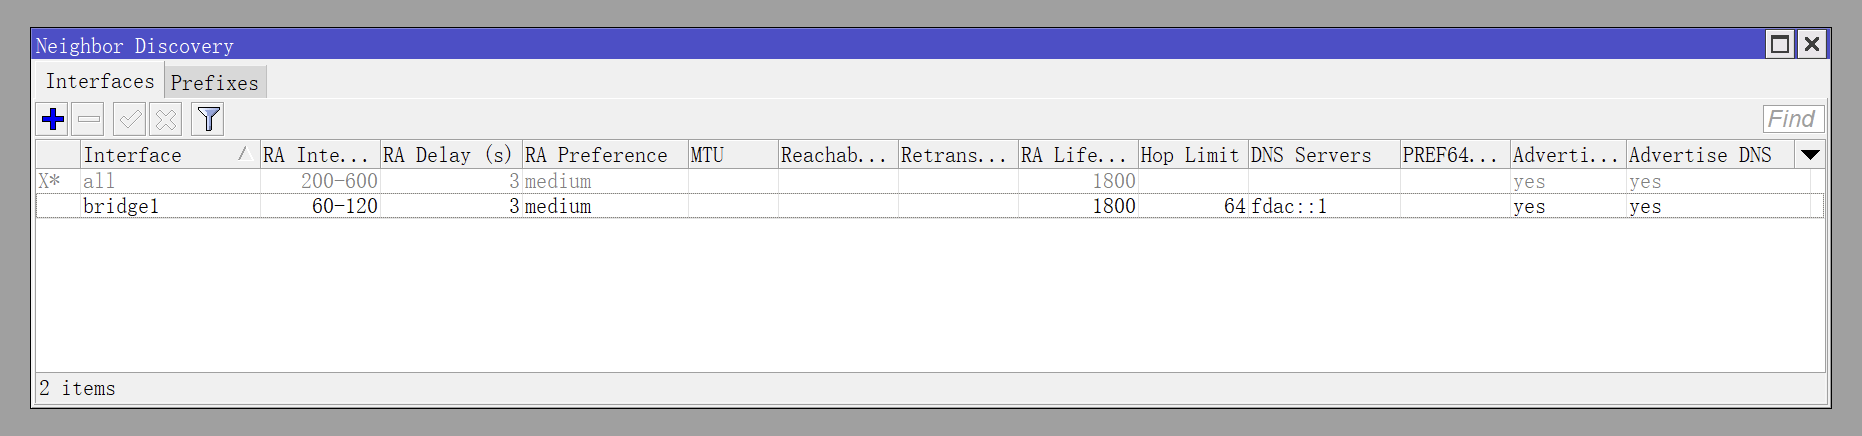 Neighbor Discovery
Interfaces Prefixes
Find
Interface RA Inte... RA Delay (s) RA Preference MTU Reachab... Retrans... RA Life... Hop Limit DNS Servers PREF64... Adverti... Advertise DNS
X* all 200-600 3 medium 1800 yes yes
bridge1 60-120 3 medium 1800 64 fdac::1 yes yes
2 items